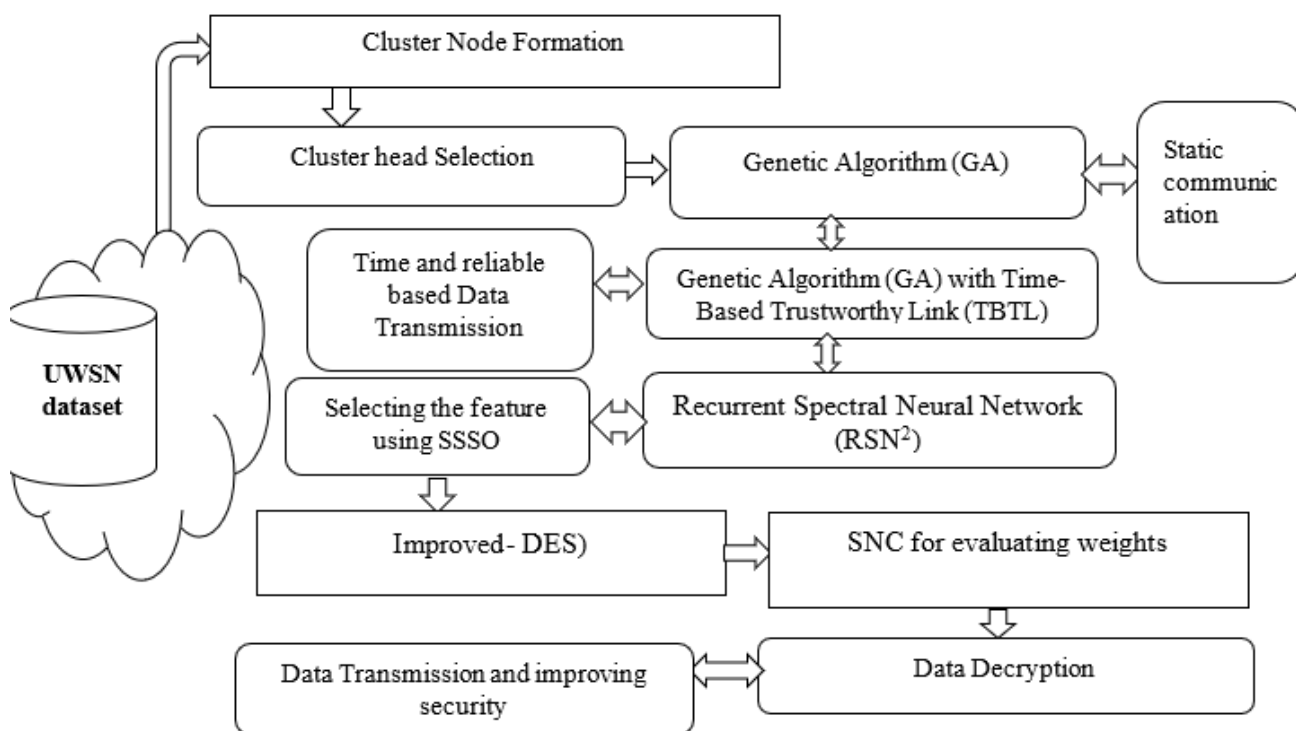 Cluster Node Formation
Cluster head Selection
Genetic Algorithm (GA)
Static
communic
ation
Time and reliable
based Data
Transmission
Genetic Algorithm (GA) with Time-
Based Trustworthy Link (TBTL)
UWSN
dataset
Selecting the feature
using SSSO
Recurrent Spectral Neural Network
(RSN²)
Improved- DES)
SNC for evaluating weights
Data Transmission and improving
security
Data Decryption